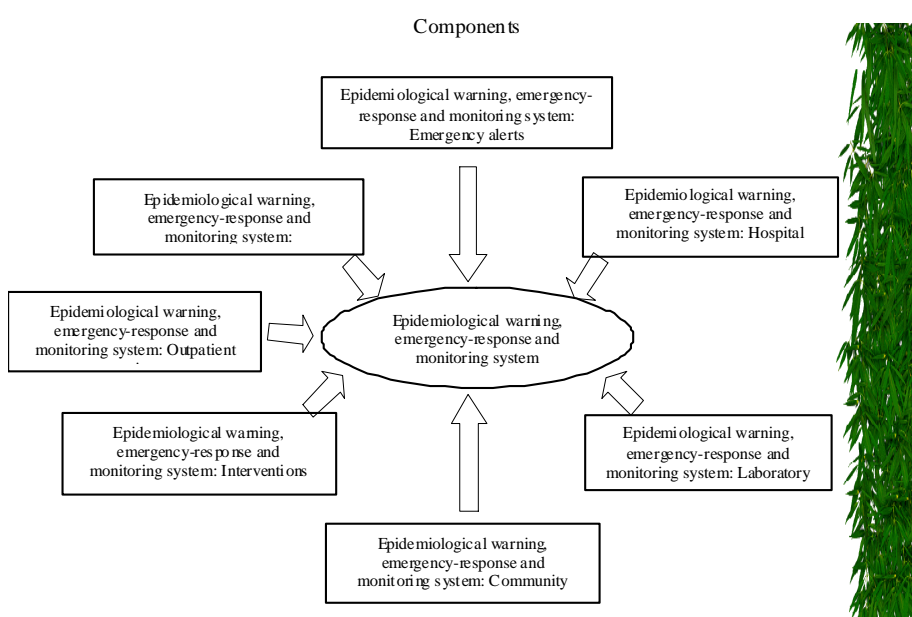 Components
Epidemiological warning, emergency-
response and monitoring system:
Emergency alerts
Epidemiological warning,
emergency-response and
monitoring system:
Epidemiological warning,
emergency-response and
monitoring system: Hospital
Epidemiological warning,
emergency-response and
monitoring system: Outpatient
Epidemiological warning,
emergency-response and
monitoring system
Epidemiological warning,
emergency-response and
monitoring system: Interventions
Epidemiological warning,
emergency-response and
monitoring system: Laboratory
Epidemiological warning,
emergency-response and
monitoring system: Community